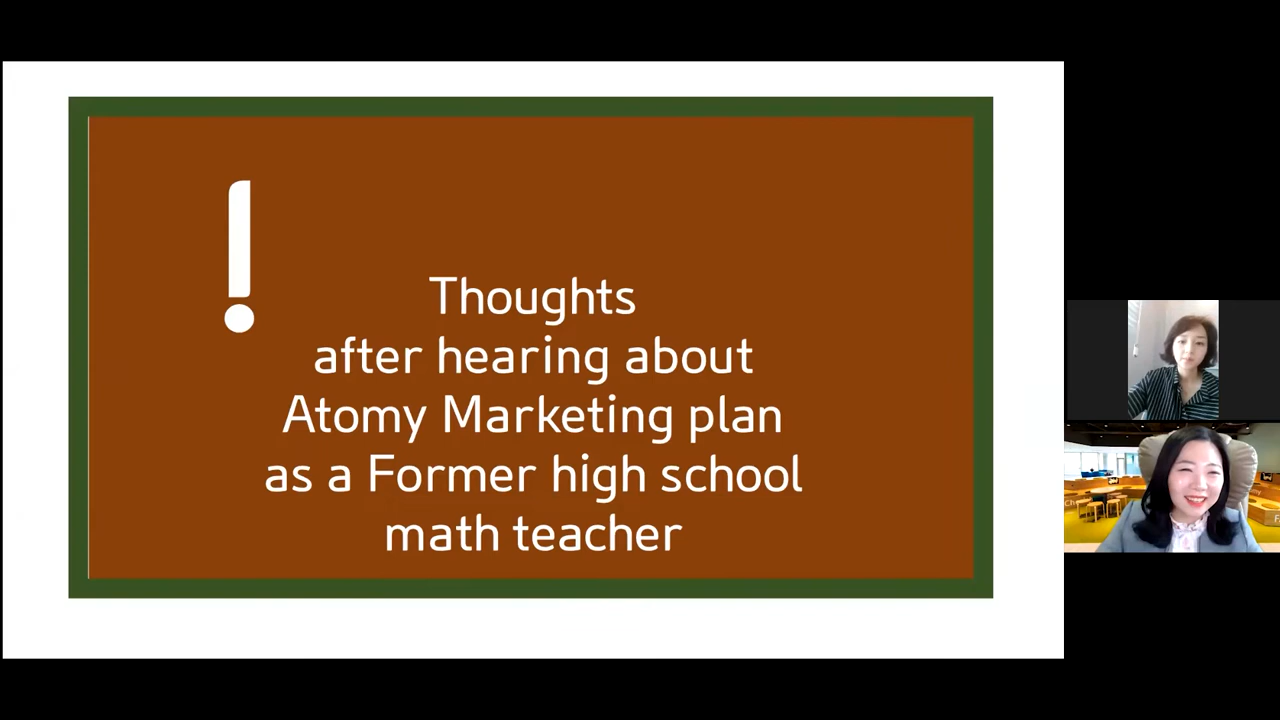 !
Thoughts
after hearing about
Atomy Marketing plan
as a Former high school
math teacher